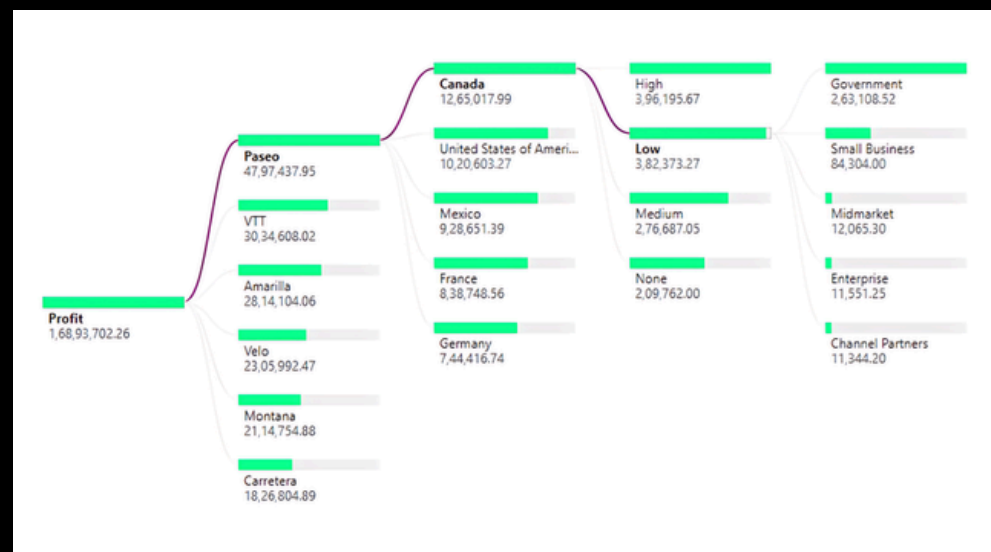 Profit
1,68,93,702.26
Paseo
47,97,437.95
VTT
30,34,608.02
Amarilla
28,14,104.06
Velo
23,05,992.47
Montana
21,14,754.88
Carretera
18,26,804.89
Canada
12,65,017.99
United States of Ameri...
10,20,603.27
Mexico
9,28,651.39
France
8,38,748.56
Germany
7,44,416.74
High
3,96,195.67
Low
3,82,373.27
Medium
2,76,687.05
None
2,09,762.00
Government
2,63,108.52
Small Business
84,304.00
Midmarket
12,065.30
Enterprise
11,551.25
Channel Partners
11,344.20